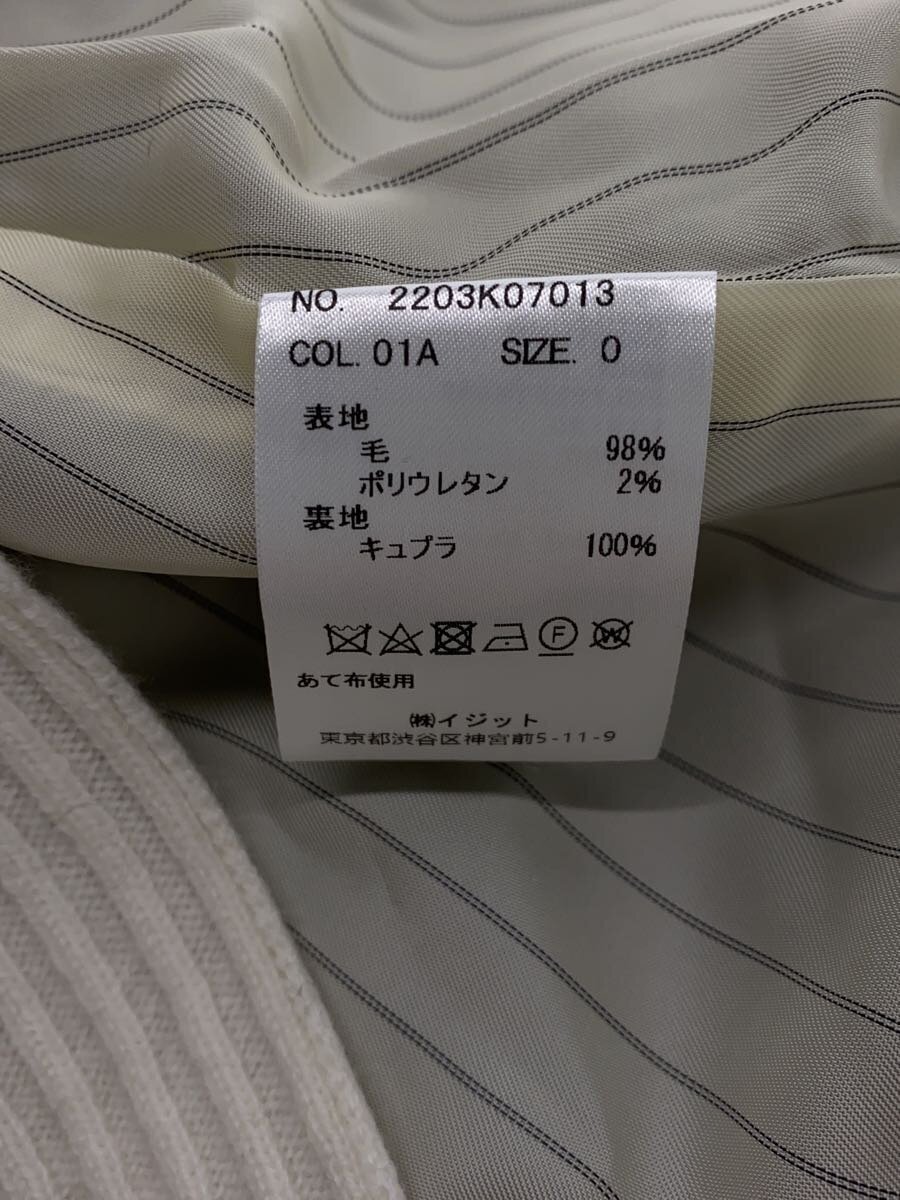 NO. 2203K07013
COL. 01A SIZE. 0
表地
毛 98%
ポリウレタン 2%
裏地
キュプラ 100%
F W
あて布使用
㈱イジット
東京都渋谷区神宮前5-11-9